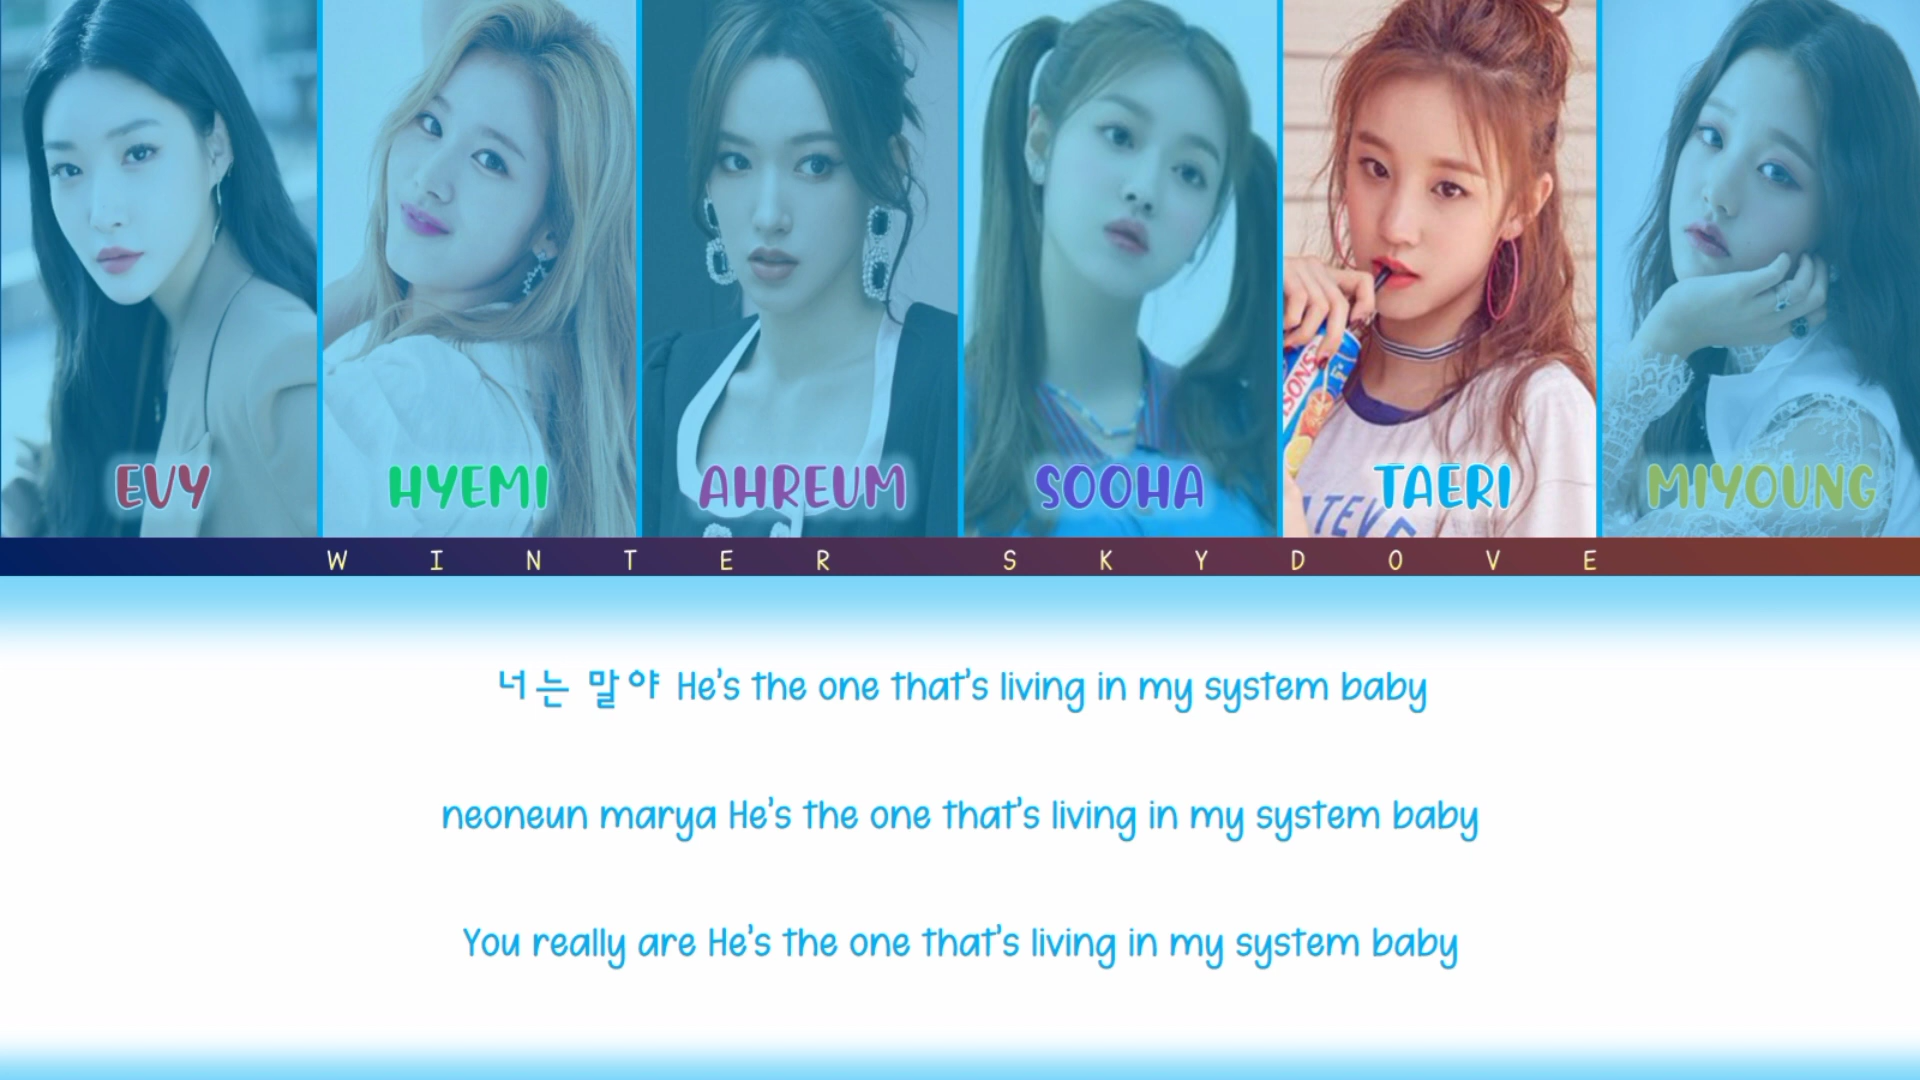 EVY HYEMI AHREUM SOOHA TAERI MIYOUNG
WINTER SKYDOVE
너는 말야 He's the one that's living in my system baby
neoneun marya He's the one that's living in my system baby
You really are He's the one that's living in my system baby